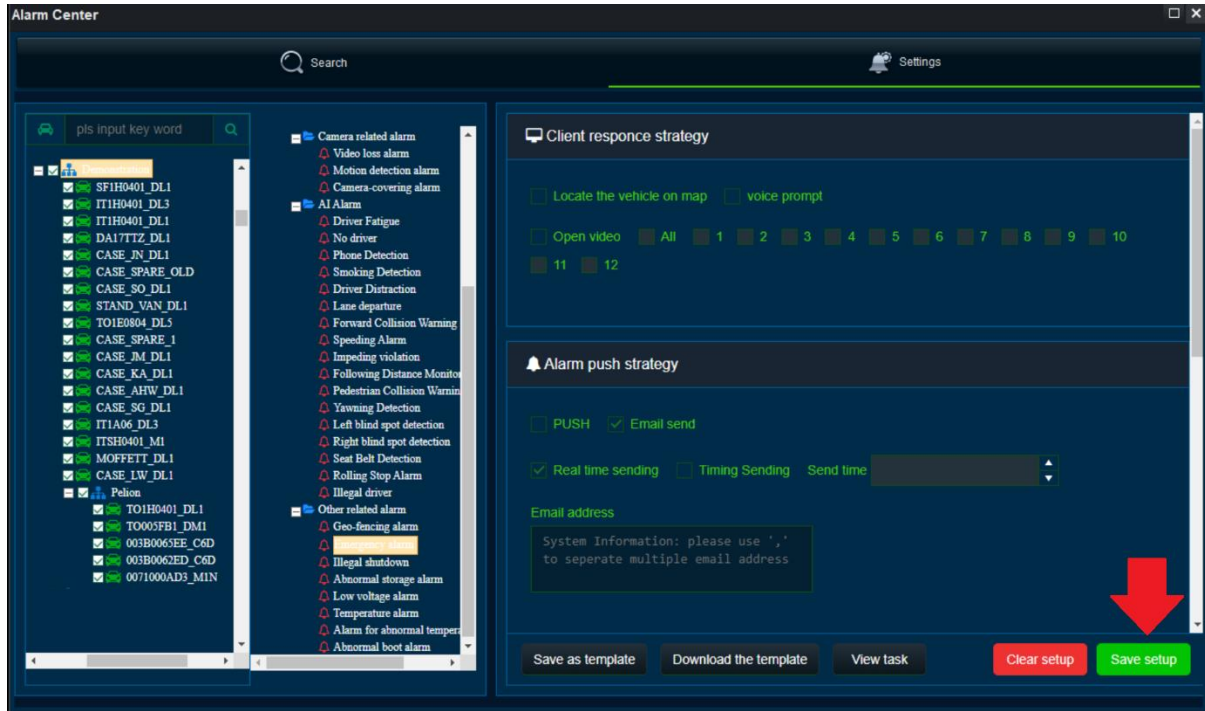 Alarm Center
Search
Settings
pls input key word
Demonstration
SF1H0401_DL1
IT1H0401_DL3
IT1H0401_DL1
DA17TTZ_DL1
CASE_JN_DL1
CASE_SPARE_OLD
CASE_SO_DL1
STAND_VAN_DL1
TO1E0804_DL5
CASE_SPARE_1
CASE_JM_DL1
CASE_KA_DL1
CASE_AHW_DL1
CASE_SG_DL1
IT1A06_DL3
ITSH0401_M1
MOFFETT_DL1
CASE_LW_DL1
Pelion
TO1H0401_DL1
TO005FB1_DM1
003B0065EE_C6D
003B0062ED_C6D
0071000AD3_M1N
Camera related alarm
Video loss alarm
Motion detection alarm
Camera-covering alarm
AI Alarm
Driver Fatigue
No driver
Phone Detection
Smoking Detection
Driver Distraction
Lane departure
Forward Collision Warning
Speeding Alarm
Impeding violation
Following Distance Monitor
Pedestrian Collision Warnin
Yawning Detection
Left blind spot detection
Right blind spot detection
Seat Belt Detection
Rolling Stop Alarm
Illegal driver
Other related alarm
Geo-fencing alarm
Emergency alarm
Illegal shutdown
Abnormal storage alarm
Low voltage alarm
Temperature alarm
Alarm for abnormal tempera
Abnormal boot alarm
Client responce strategy
Locate the vehicle on map voice prompt
Open video All 1 2 3 4 5 6 7 8 9 10
11 12
Alarm push strategy
PUSH Email send
Real time sending Timing Sending Send time
Email address
System Information: please use ','
to seperate multiple email address
Save as template Download the template View task Clear setup Save setup